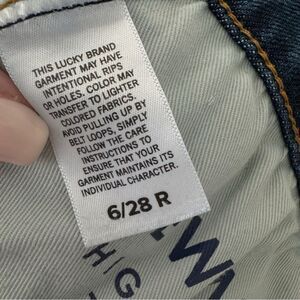 THIS LUCKY BRAND
GARMENT MAY HAVE
INTENTIONAL RIPS
OR HOLES. COLOR MAY
TRANSFER TO LIGHTER
COLORED FABRICS.
AVOID PULLING UP BY
BELT LOOPS. SIMPLY
FOLLOW THE CARE
INSTRUCTIONS TO
ENSURE THAT YOUR
GARMENT MAINTAINS ITS
INDIVIDUAL CHARACTER.
6/28 R